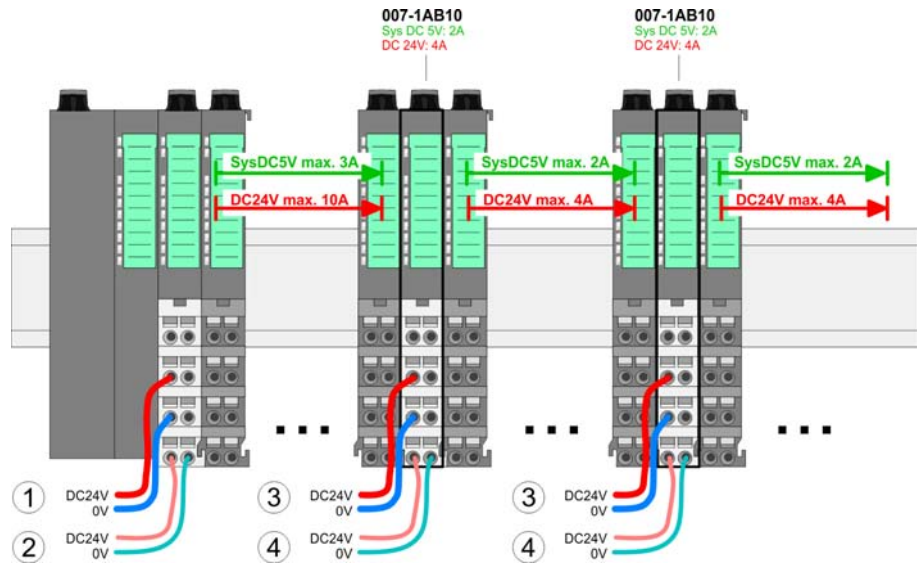 007-1AB10
Sys DC 5V: 2A
DC 24V: 4A
007-1AB10
Sys DC 5V: 2A
DC 24V: 4A
SysDC5V max. 3A
SysDC5V max. 2A
SysDC5V max. 2A
DC24V max. 10A
DC24V max. 4A
DC24V max. 4A
1 DC24V
0V
3 DC24V
0V
3 DC24V
0V
2 DC24V
0V
4 DC24V
0V
4 DC24V
0V